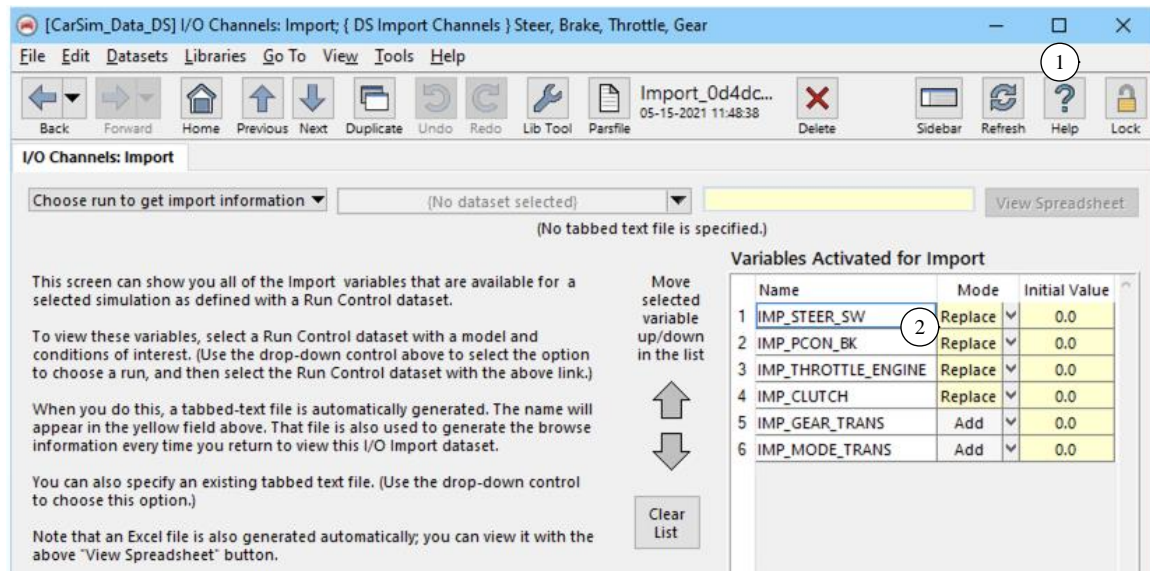 [CarSim_Data_DS] I/O Channels: Import; { DS Import Channels } Steer, Brake, Throttle, Gear
File Edit Datasets Libraries Go To View Tools Help
1
Import_0d4dc...
05-15-2021 11:48:38
Back Forward Home Previous Next Duplicate Undo Redo Lib Tool Parsfile Delete Sidebar Refresh Help Lock
I/O Channels: Import
Choose run to get import information {No dataset selected} View Spreadsheet
(No tabbed text file is specified.)
This screen can show you all of the Import variables that are available for a
selected simulation as defined with a Run Control dataset.
To view these variables, select a Run Control dataset with a model and
conditions of interest. (Use the drop-down control above to select the option
to choose a run, and then select the Run Control dataset with the above link.)
When you do this, a tabbed-text file is automatically generated. The name will
appear in the yellow field above. That file is also used to generate the browse
information every time you return to view this I/O Import dataset.
You can also specify an existing tabbed text file. (Use the drop-down control
to choose this option.)
Note that an Excel file is also generated automatically; you can view it with the
above "View Spreadsheet" button.
Move
selected
variable
up/down
in the list
Clear
List
Variables Activated for Import
Name Mode Initial Value
1 IMP_STEER_SW Replace 0.0
2
2 IMP_PCON_BK Replace 0.0
3 IMP_THROTTLE_ENGINE Replace 0.0
4 IMP_CLUTCH Replace 0.0
5 IMP_GEAR_TRANS Add 0.0
6 IMP_MODE_TRANS Add 0.0